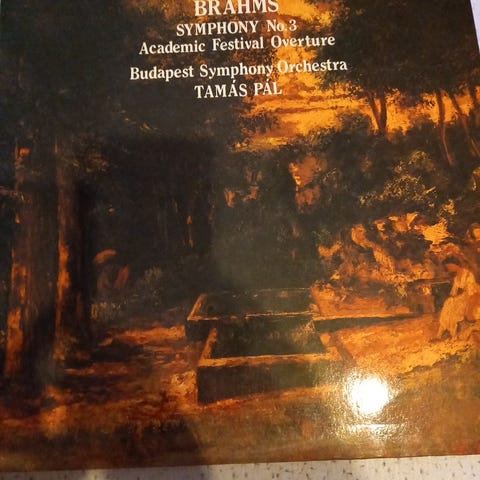 BRAHMS
SYMPHONY No.3
Academic Festival Overture
Budapest Symphony Orchestra
TAMÁS PÁL